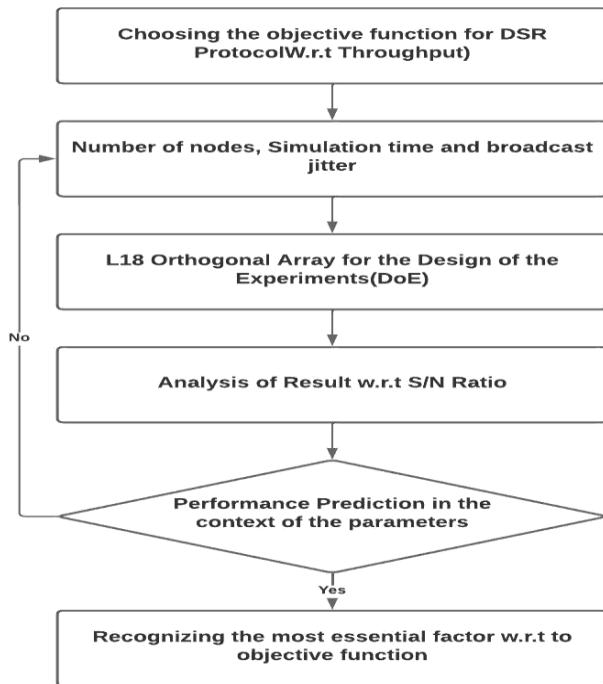 Choosing the objective function for DSR
ProtocolW.r.t Throughput)
Number of nodes, Simulation time and broadcast
jitter
L18 Orthogonal Array for the Design of the
Experiments(DoE)
No
Analysis of Result w.r.t S/N Ratio
Performance Prediction in the
context of the parameters
Yes
Recognizing the most essential factor w.r.t to
objective function